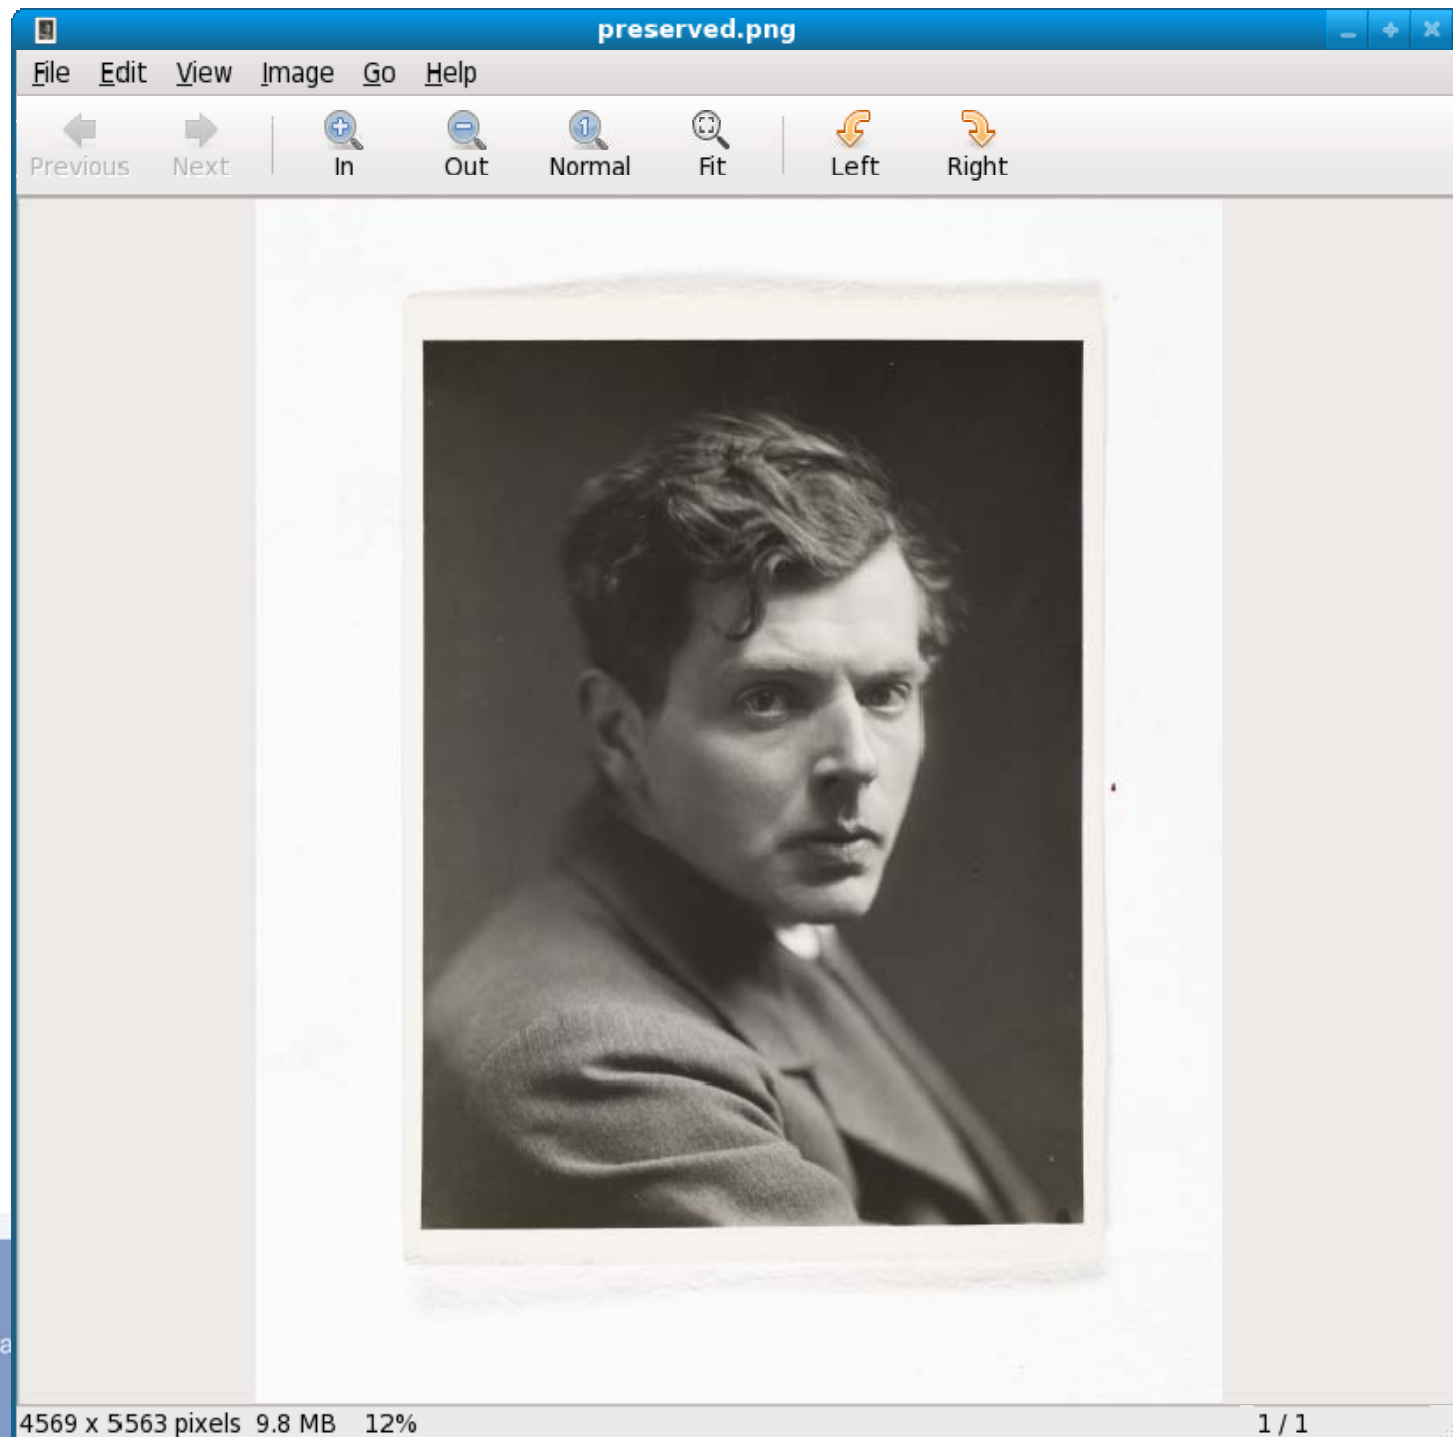 preserved.png
File Edit View Image Go Help
Previous Next In Out Normal Fit Left Right
4569 x 5563 pixels 9.8 MB 12% 1 / 1